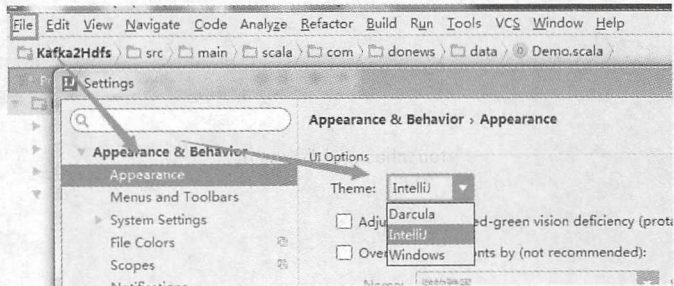 File Edit View Navigate Code Analyze Refactor Build Run Tools VCS Window Help
Kafka2Hdfs src main scala com donews data Demo.scala
Settings
Appearance & Behavior › Appearance
Appearance & Behavior
UI Options
Appearance
Theme: IntelliJ
Menus and Toolbars
Darcula
System Settings
Adju ed-green vision deficiency (prota
IntelliJ
File Colors
Over nts by (not recommended):
Windows
Scopes
Notifications
Name: